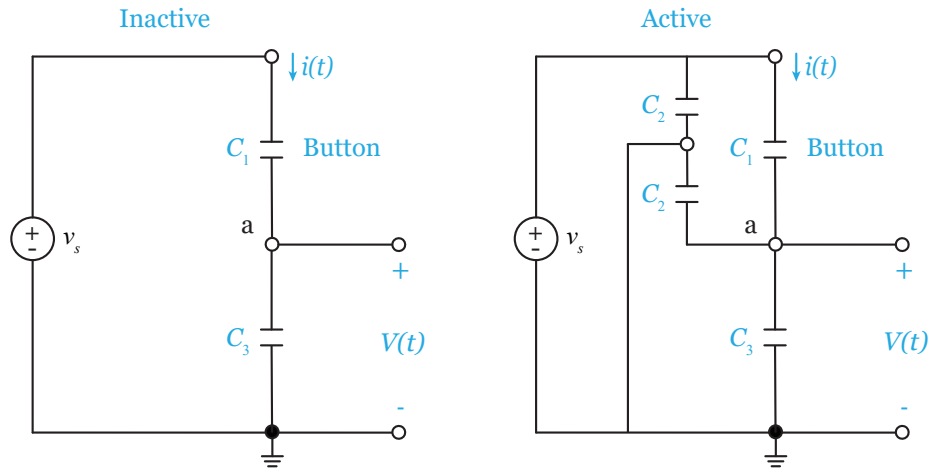 Inactive
i(t)
C₁ Button
a
+
-
vₛ
+
C₃ V(t)
-
Active
i(t)
C₂
C₁ Button
C₂
a
+
-
vₛ
+
C₃ V(t)
-